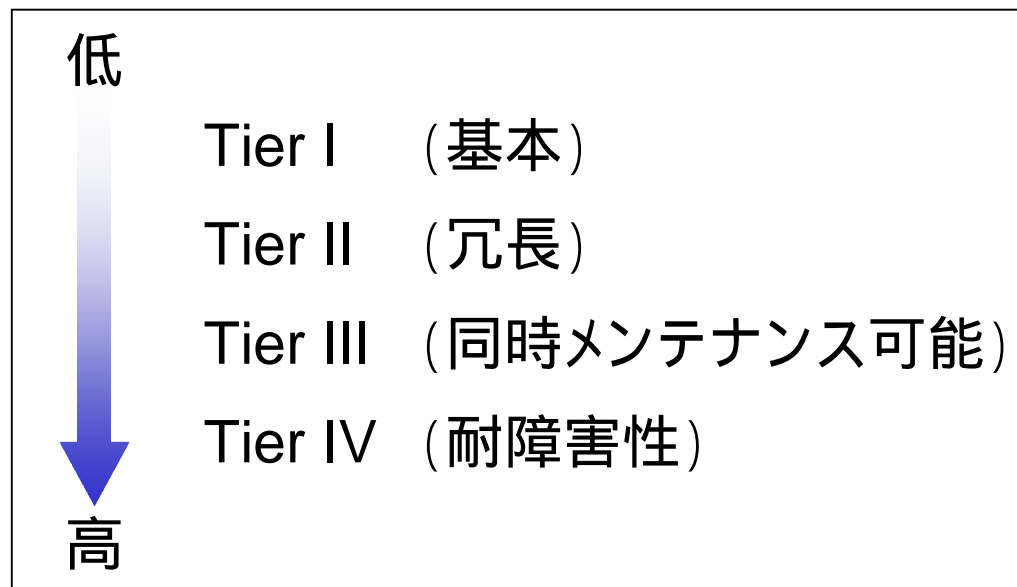 低
Tier I (基本)
Tier II (冗長)
Tier III (同時メンテナンス可能)
Tier IV (耐障害性)
高